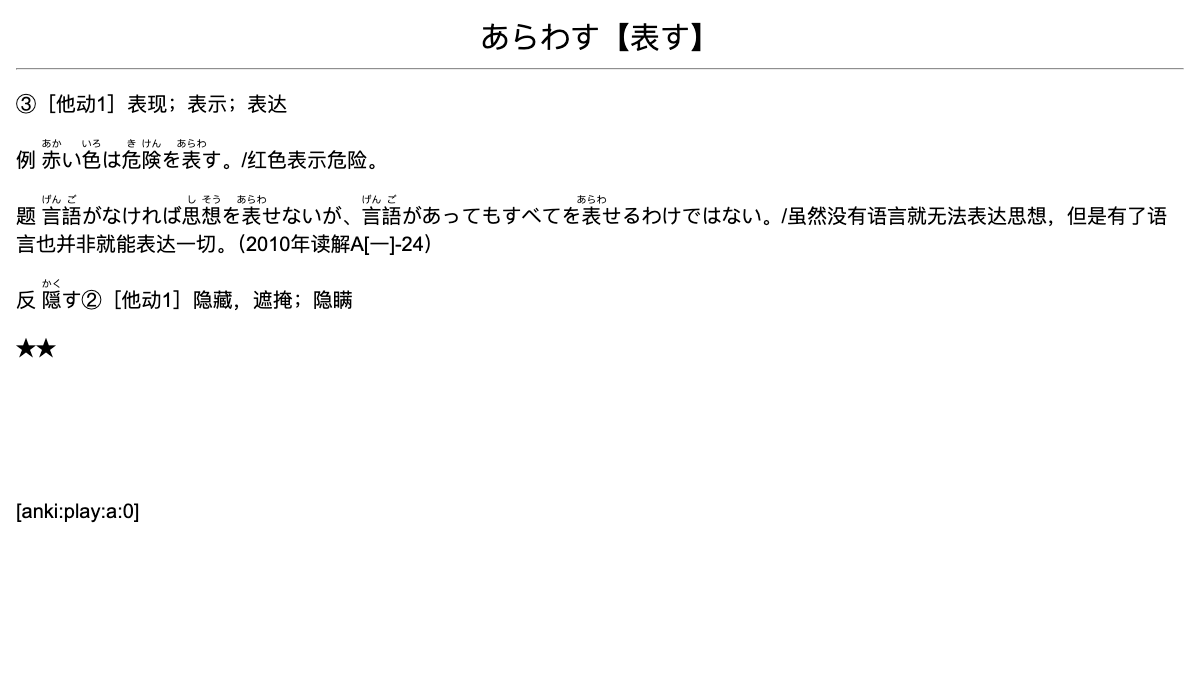 あらわす【表す】
③［他动1］表现；表示；表达
あか いろ き けん あらわ
例 赤い色は危険を表す。/红色表示危险。
げん ご し そう あらわ げん ご あらわ
题 言語がなければ思想を表せないが、言語があってもすべてを表せるわけではない。/虽然没有语言就无法表达思想，但是有了语
言也并非就能表达一切。（2010年读解A[一]-24）
かく
反 隠す②［他动1］隐藏，遮掩；隐瞒
★★
[anki:play:a:0]